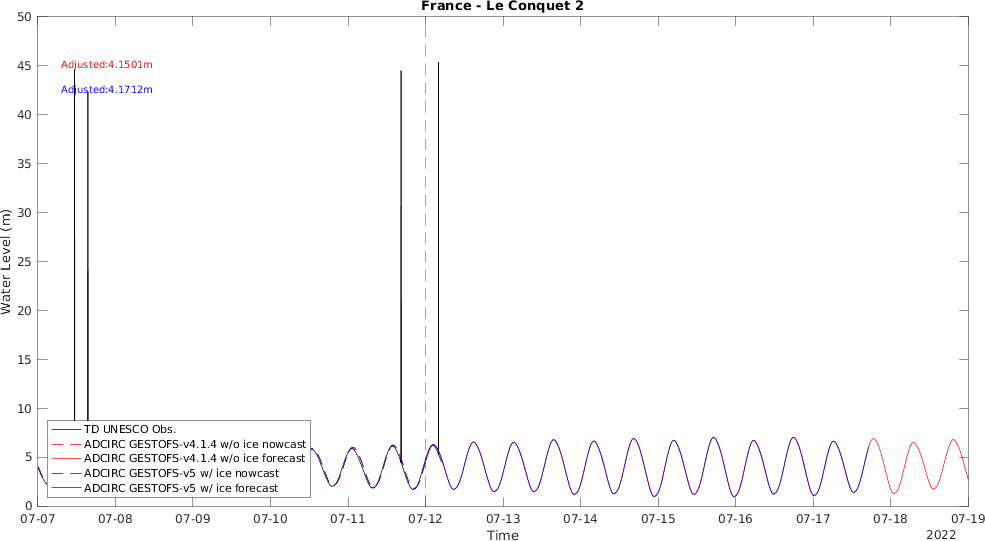 France - Le Conquet 2
50
45
40
35
30
25
20
15
10
5
0
Water Level (m)
Adjusted:4.1501m
Adjusted:4.1712m
TD UNESCO Obs.
ADCIRC GESTOFS-v4.1.4 w/o ice nowcast
ADCIRC GESTOFS-v4.1.4 w/o ice forecast
ADCIRC GESTOFS-v5 w/ ice nowcast
ADCIRC GESTOFS-v5 w/ ice forecast
07-07 07-08 07-09 07-10 07-11 07-12 07-13 07-14 07-15 07-16 07-17 07-18 07-19
Time
2022